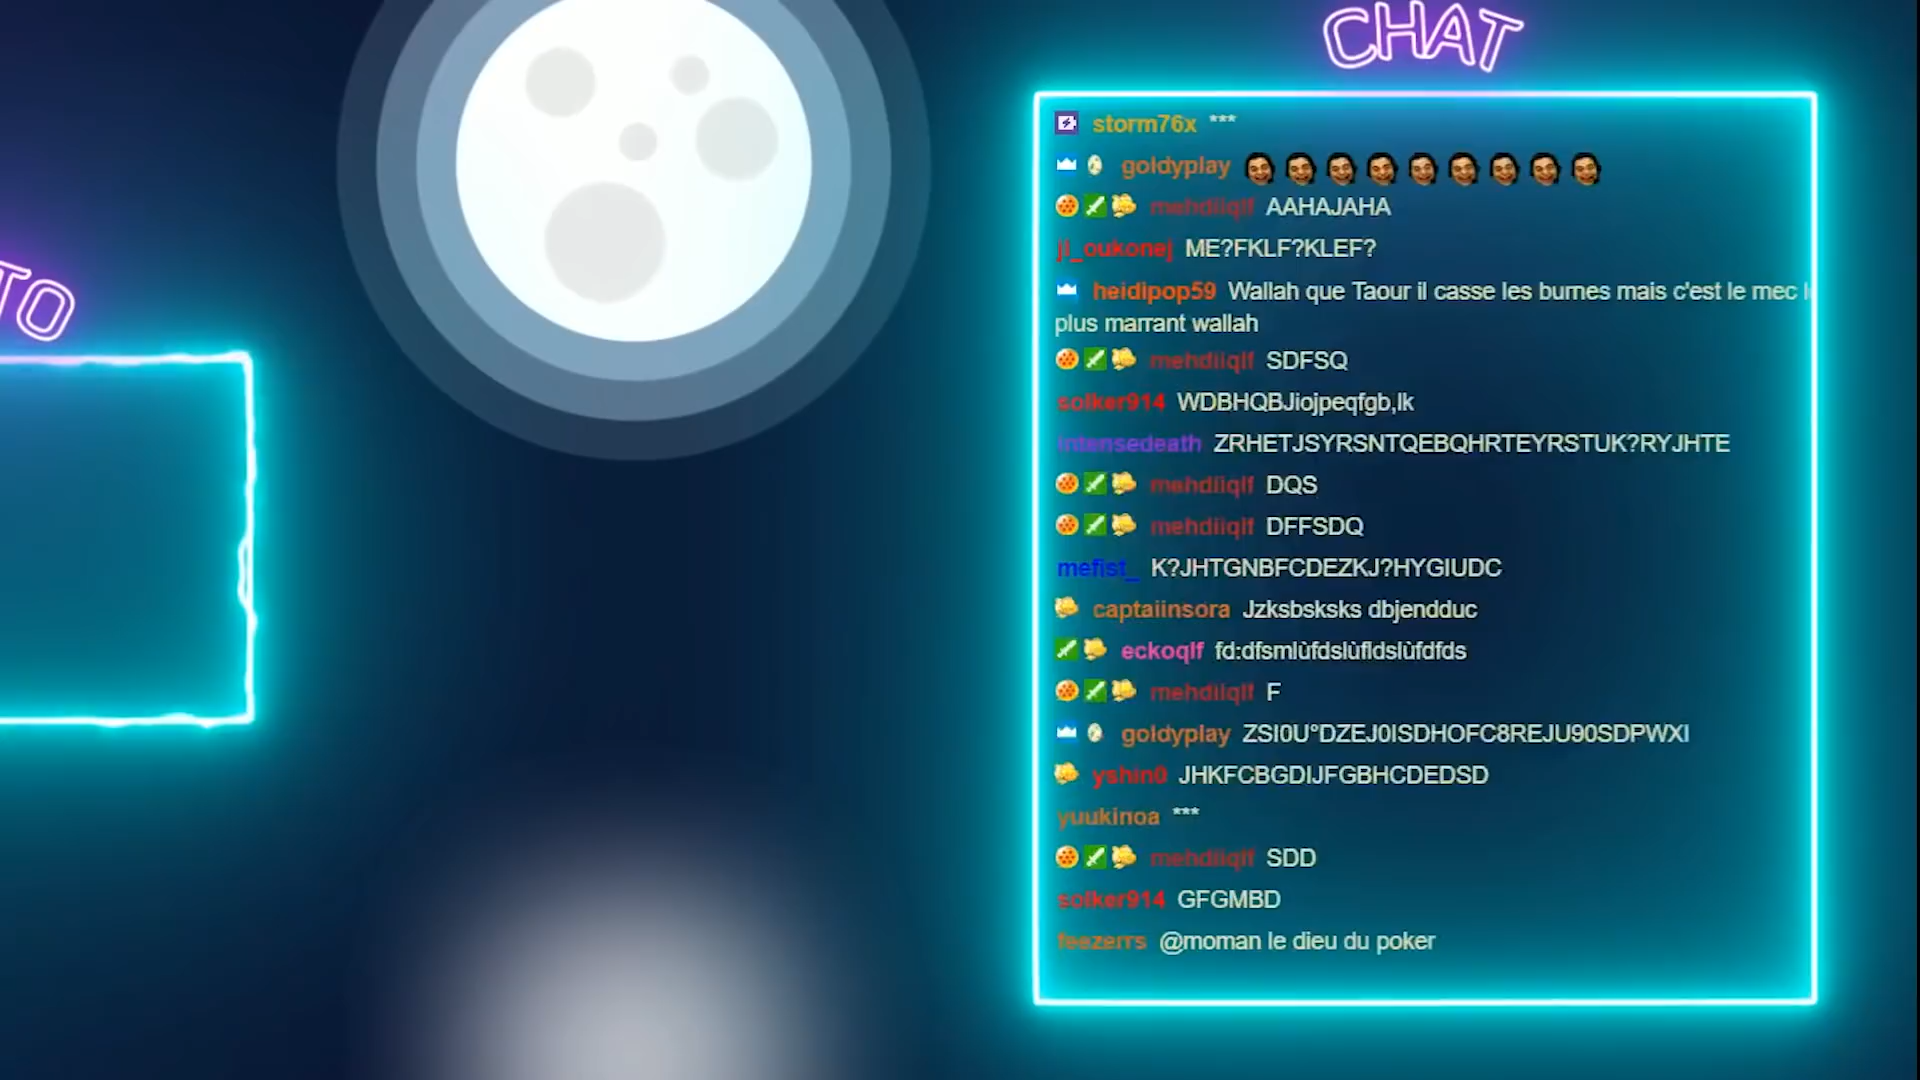 CHAT
TO
storm76x ***
goldyplay
mehdiiqlf AAHAJAHA
jl_oukonej ME?FKLF?KLEF?
heidipop59 Wallah que Taour il casse les burnes mais c'est le mec
plus marrant wallah
mehdiiqlf SDFSQ
solker914 WDBHQBJiojpeqfgb,lk
intensedeath ZRHETJSYRSNTQEBQHRTEYRSTUK?RYJHTE
mehdiiqlf DQS
mehdiiqlf DFFSDQ
mefist_ K?JHTGNBFCDEZKJ?HYGIUDC
captaiinsora Jzksbsksks dbjendduc
eckoqlf fd:dfsmlùfdslùfldslùfdfds
mehdiiqlf F
goldyplay ZSI0U°DZEJ0ISDHOFC8REJU90SDPWXI
yshin0 JHKFCBGDIJFGBHCDEDSD
yuukinoa ***
mehdiiqlf SDD
solker914 GFGMBD
feezerrs @moman le dieu du poker